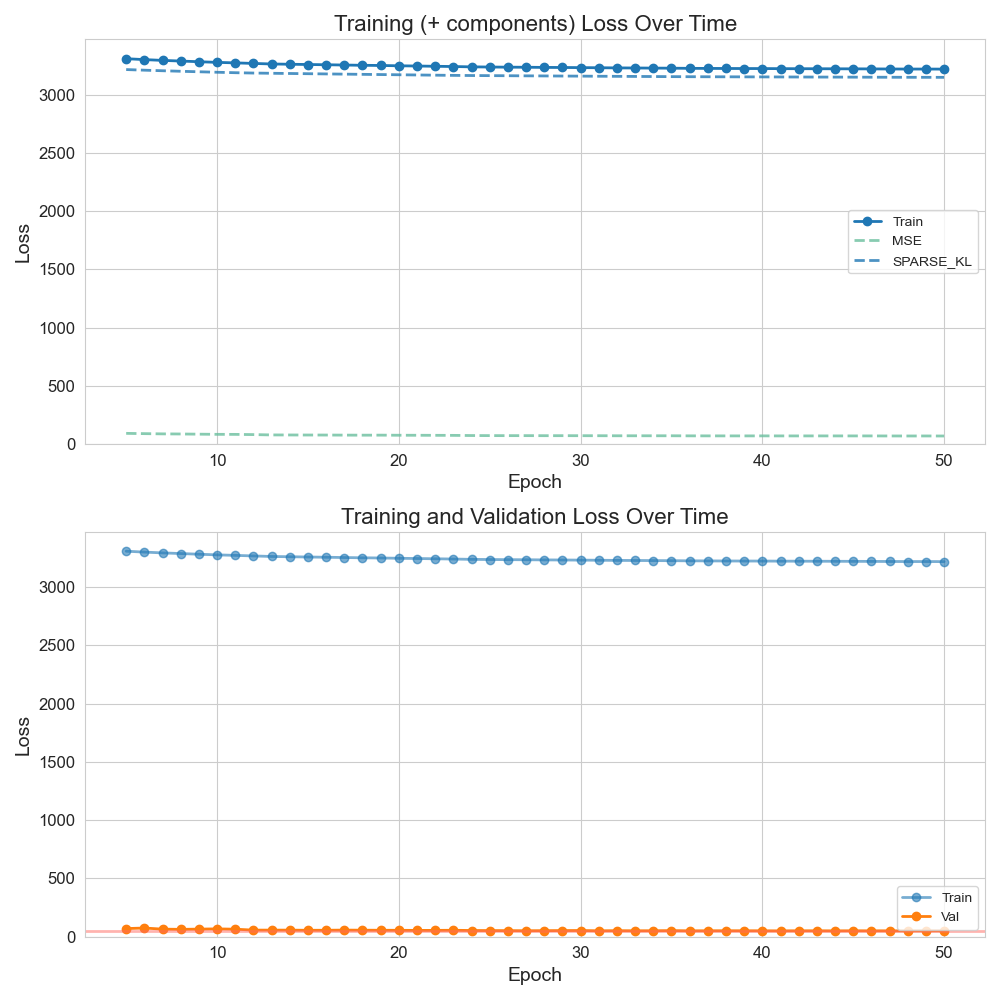 Training (+ components) Loss Over Time
Loss
3000
2500
2000
1500
1000
500
0
Train
MSE
SPARSE_KL
10
20
30
40
50
Epoch
Training and Validation Loss Over Time
Loss
3000
2500
2000
1500
1000
500
0
Train
Val
10
20
30
40
50
Epoch